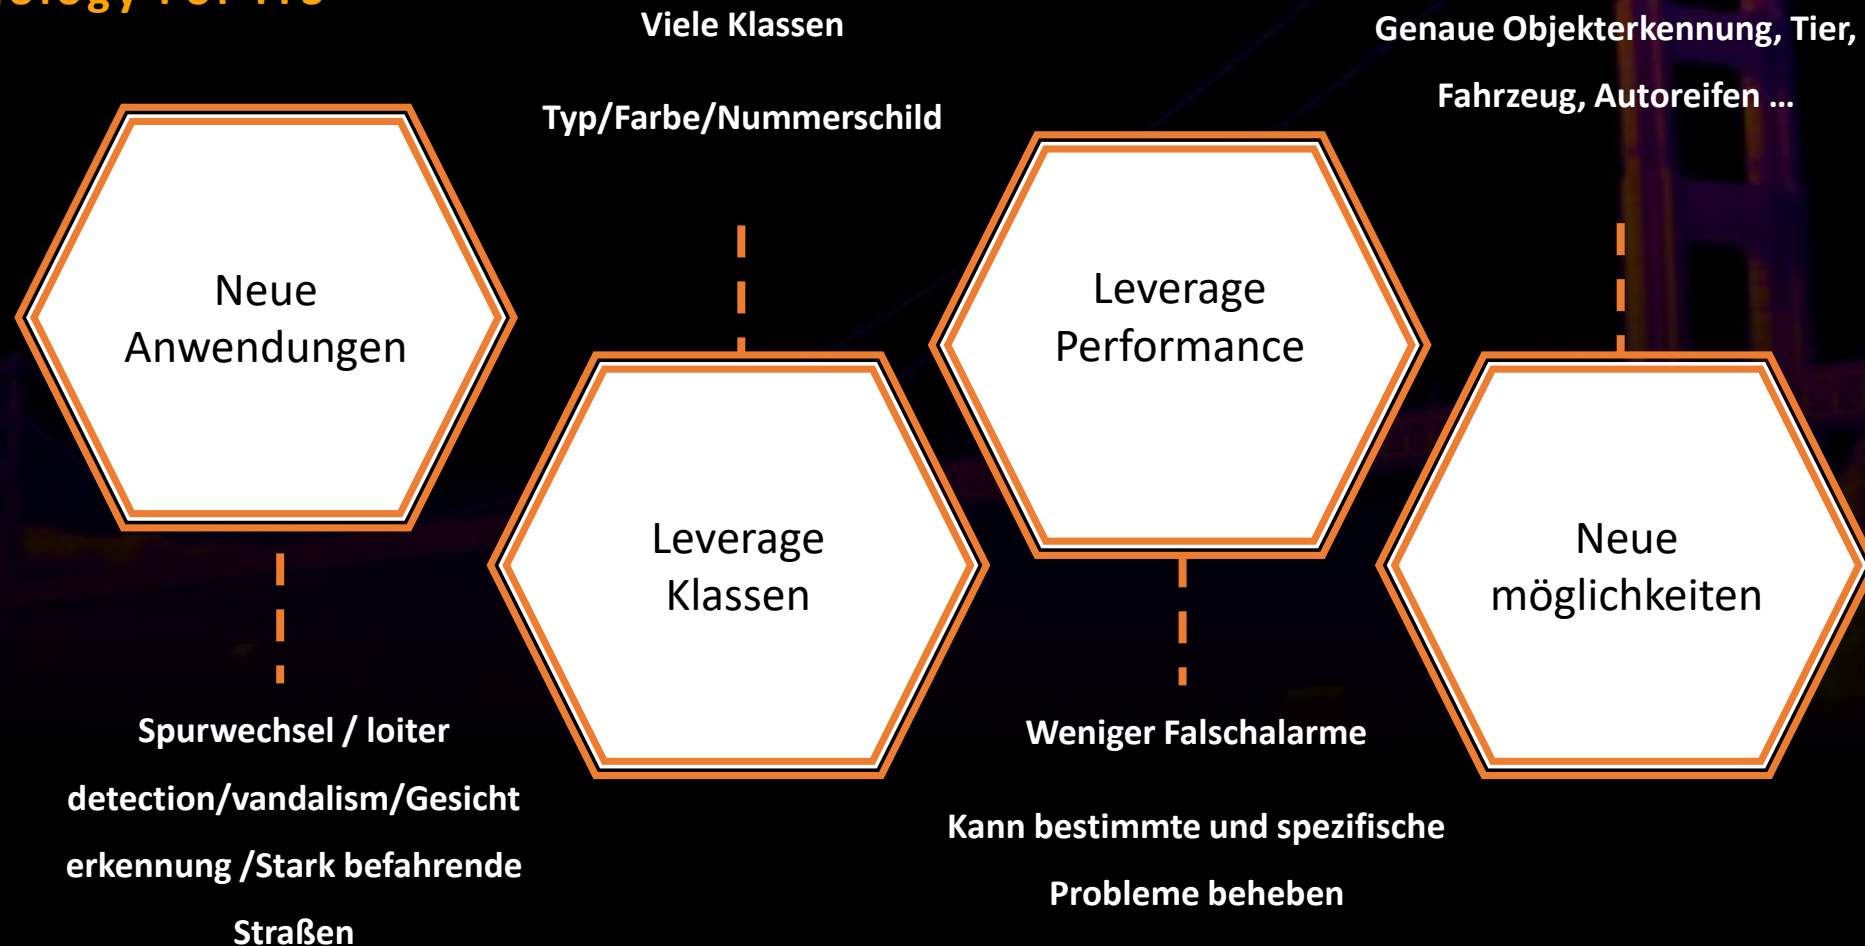 Viele Klassen
Typ/Farbe/Nummerschild
Genaue Objekterkennung, Tier,
Fahrzeug, Autoreifen ...
Neue
Anwendungen
Leverage
Klassen
Leverage
Performance
Neue
möglichkeiten
Spurwechsel / loiter
detection/vandalism/Gesicht
erkennung /Stark befahrende
Straßen
Weniger Falschalarme
Kann bestimmte und spezifische
Probleme beheben